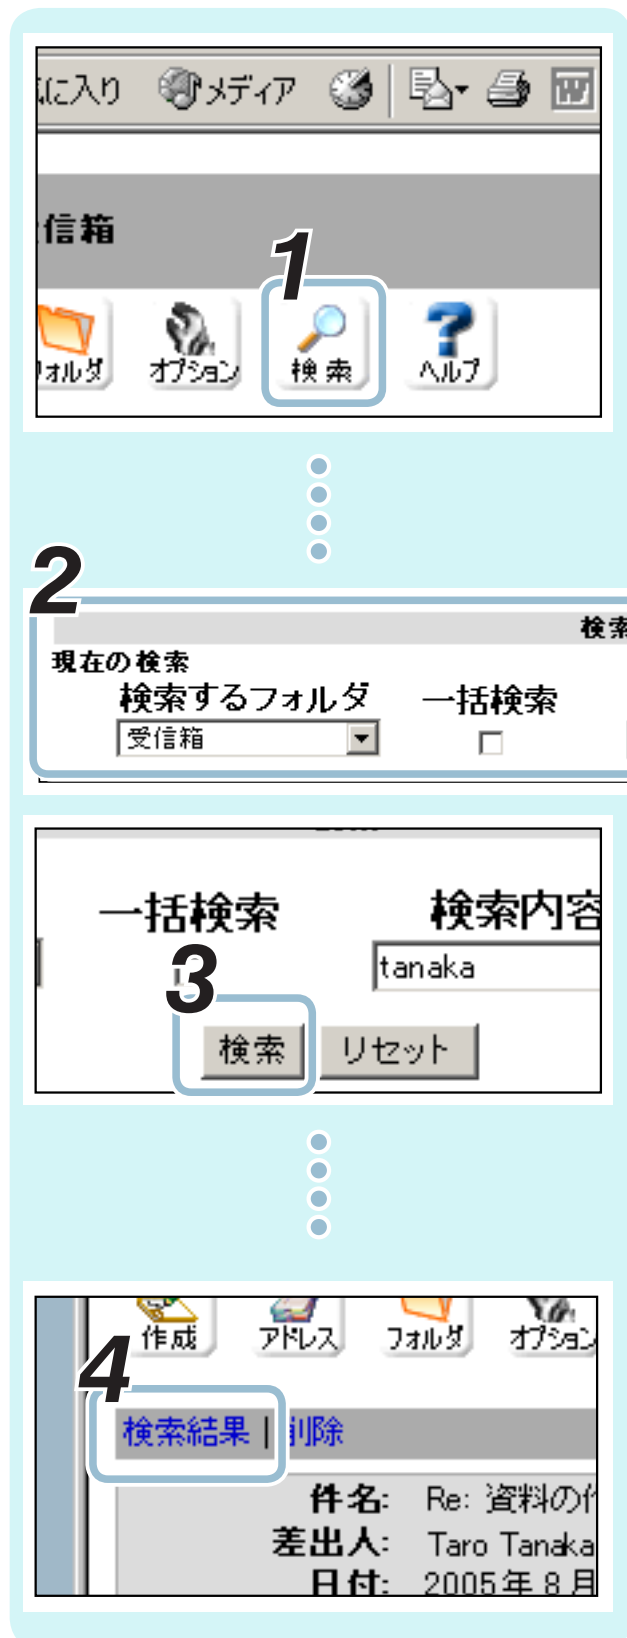 に入り メディア
信箱
1
フォルダ オプション 検索 ヘルプ
2
検索
現在の検索
検索するフォルダ 一括検索
受信箱
一括検索 検索内容
3
tanaka
検索 リセット
作成 アドレス フォルダ オプション
4
検索結果 | 削除
件名: Re: 資料の作
差出人: Taro Tanaka
日付: 2005年 8 月